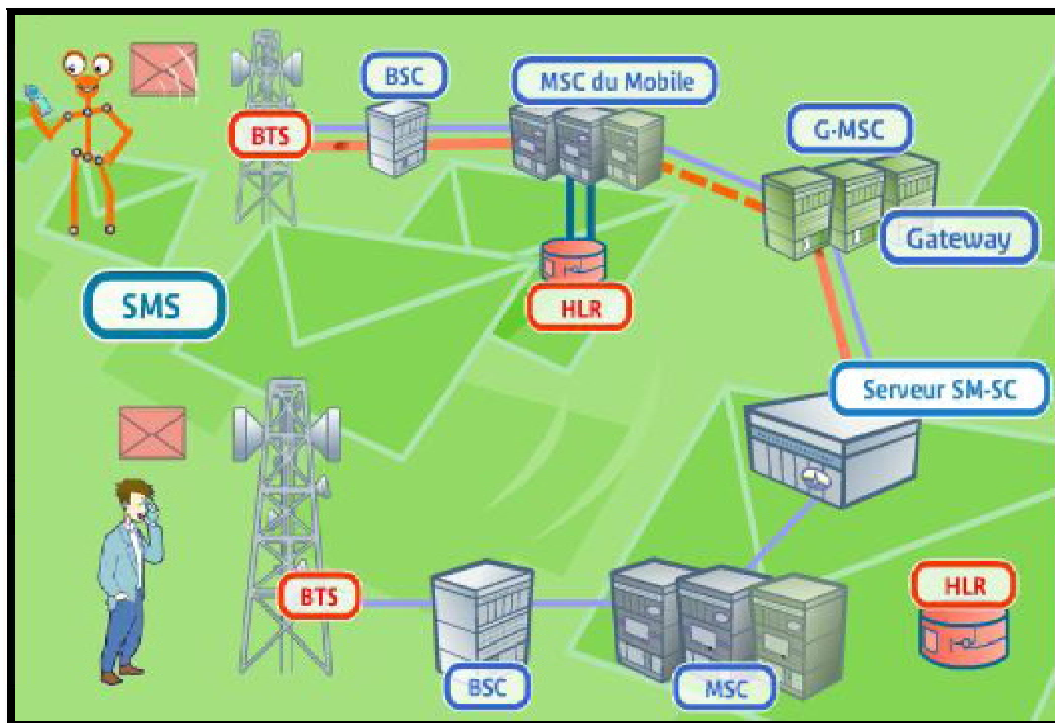 BSC
MSC du Mobile
BTS
G-MSC
Gateway
HLR
SMS
Serveur SM-SC
BTS
HLR
BSC
MSC